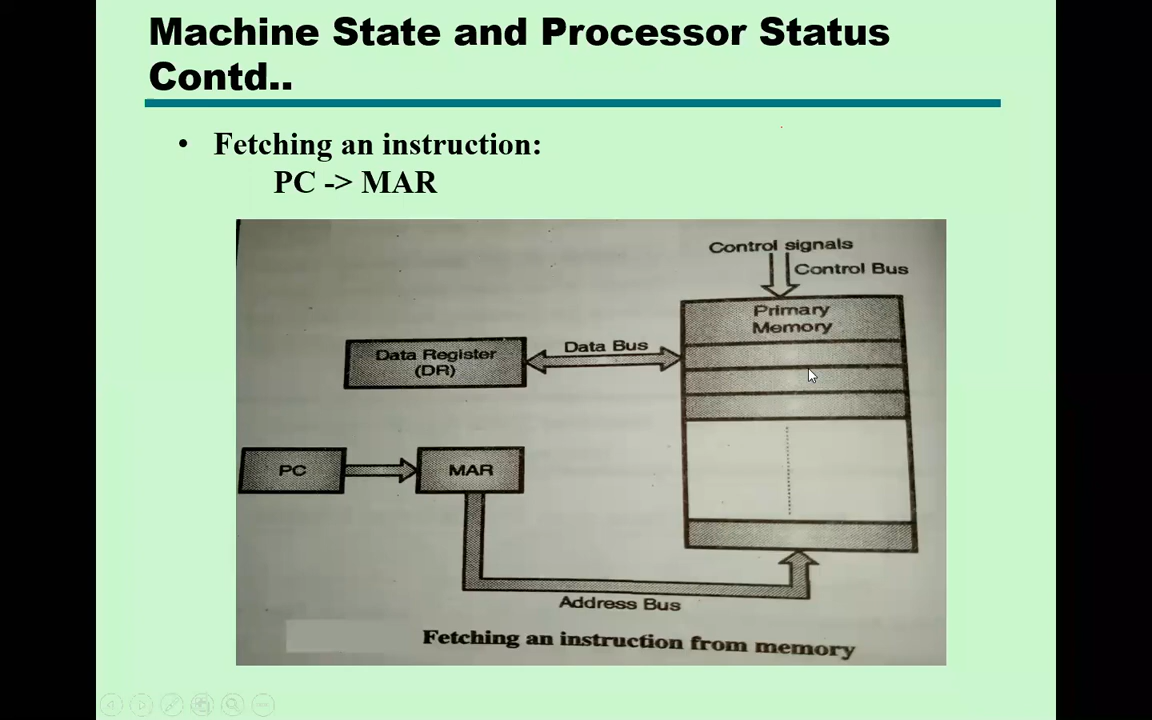 Machine State and Processor Status
Contd..
• Fetching an instruction:
PC -> MAR
Control signals
Control Bus
Primary
Memory
Data Bus
Data Register
(DR)
PC
MAR
Address Bus
Fetching an instruction from memory